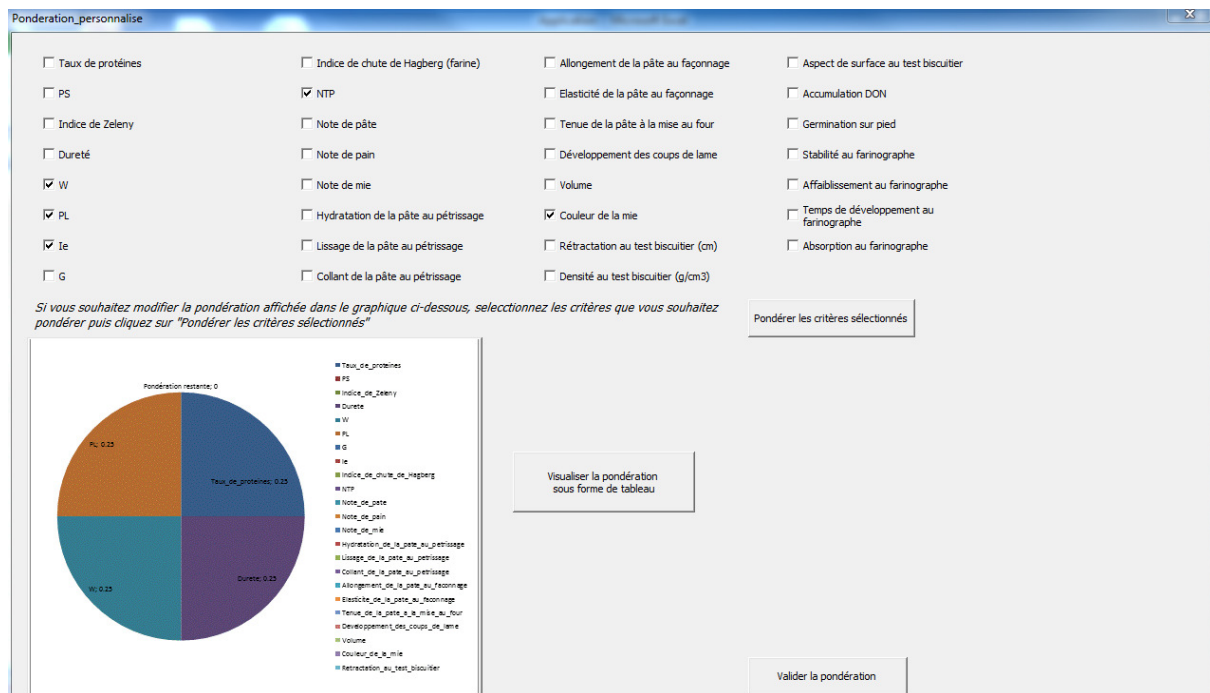 Ponderation_personnalise
Application - Microsoft Excel
Taux de protéines
PS
Indice de Zeleny
Dureté
W
PL
Ie
G
Indice de chute de Hagberg (farine)
NTP
Note de pâte
Note de pain
Note de mie
Hydratation de la pâte au pétrissage
Lissage de la pâte au pétrissage
Collant de la pâte au pétrissage
Allongement de la pâte au façonnage
Elasticité de la pâte au façonnage
Tenue de la pâte à la mise au four
Développement des coups de lame
Volume
Couleur de la mie
Rétractation au test biscuitier (cm)
Densité au test biscuitier (g/cm3)
Aspect de surface au test biscuitier
Accumulation DON
Germination sur pied
Stabilité au farinographe
Affaiblissement au farinographe
Temps de développement au
farinographe
Absorption au farinographe
Si vous souhaitez modifier la pondération affichée dans le graphique ci-dessous, selecctionnez les critères que vous souhaitez
pondérer puis cliquez sur "Pondérer les critères sélectionnés"
Pondérer les critères sélectionnés
Pondération restante; 0
PL; 0.25
Taux_de_proteines; 0.25
W; 0.25
Durete; 0.25
Taux_de_proteines
PS
Indice_de_Zeleny
Durete
W
PL
G
Ie
Indice_de_chute_de_Hagberg
NTP
Note_de_pate
Note_de_pain
Note_de_mie
Hydratation_de_la_pate_au_petrissage
Lissage_de_la_pate_au_petrissage
Collant_de_la_pate_au_petrissage
Allongement_de_la_pate_au_faconnage
Elasticite_de_la_pate_au_faconnage
Tenue_de_la_pate_a_la_mise_au_four
Developpement_des_coups_de_lame
Volume
Couleur_de_la_mie
Retractation_au_test_biscuitier
Visualiser la pondération
sous forme de tableau
Valider la pondération